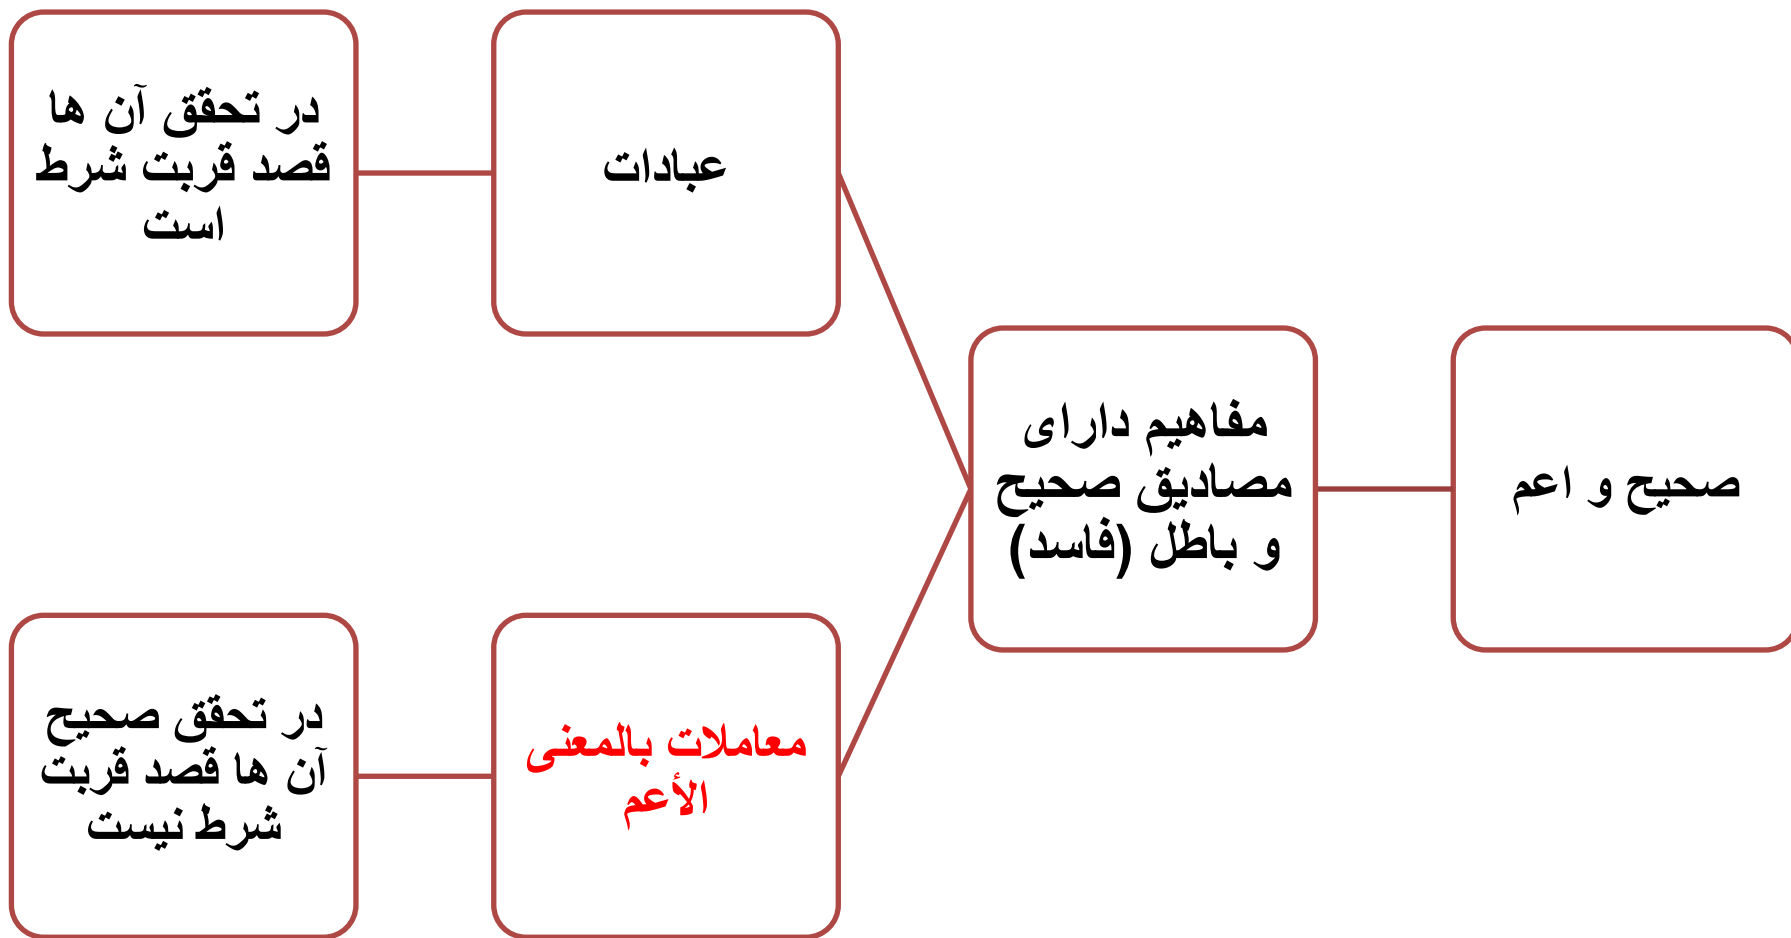 صحیح و اعم
مفاهیم دارای
مصادیق صحیح
و باطل (فاسد)
عبادات
در تحقق آن ها
قصد قربت شرط
است
معاملات بالمعنی
الأعم
در تحقق صحیح
آن ها قصد قربت
شرط نیست